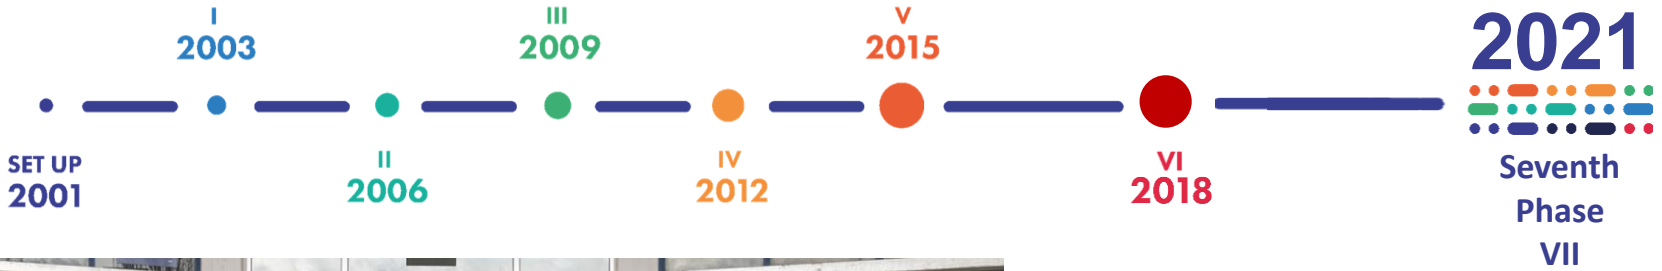 SET UP
2001
I
2003
II
2006
III
2009
IV
2012
V
2015
VI
2018
2021
Seventh
Phase
VII